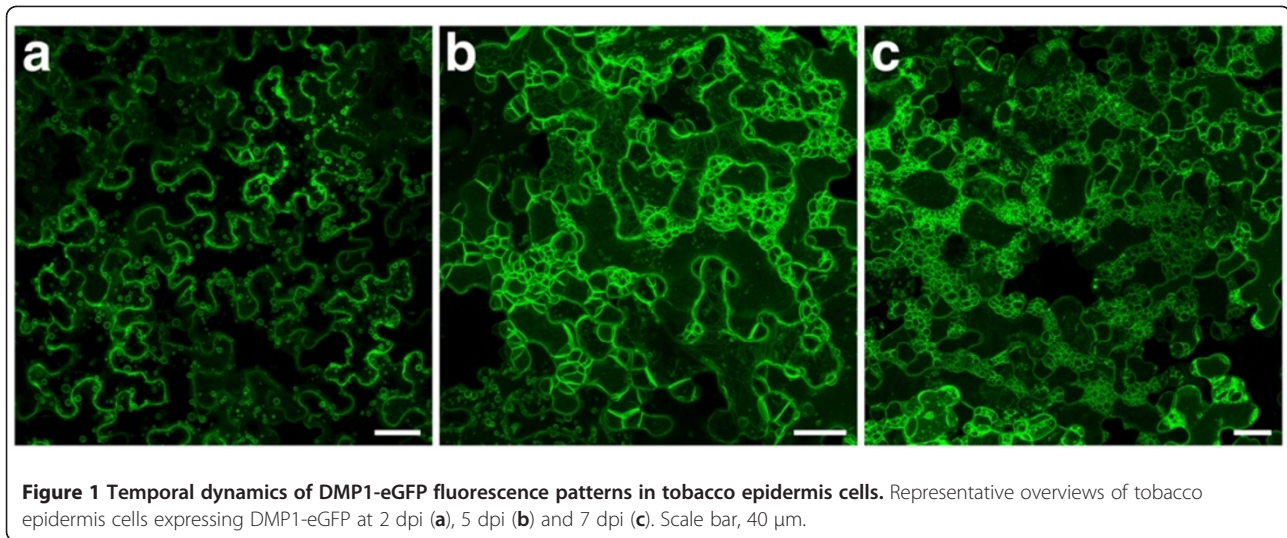 a b c
Figure 1 Temporal dynamics of DMP1-eGFP fluorescence patterns in tobacco epidermis cells. Representative overviews of tobacco
epidermis cells expressing DMP1-eGFP at 2 dpi (a), 5 dpi (b) and 7 dpi (c). Scale bar, 40 μm.